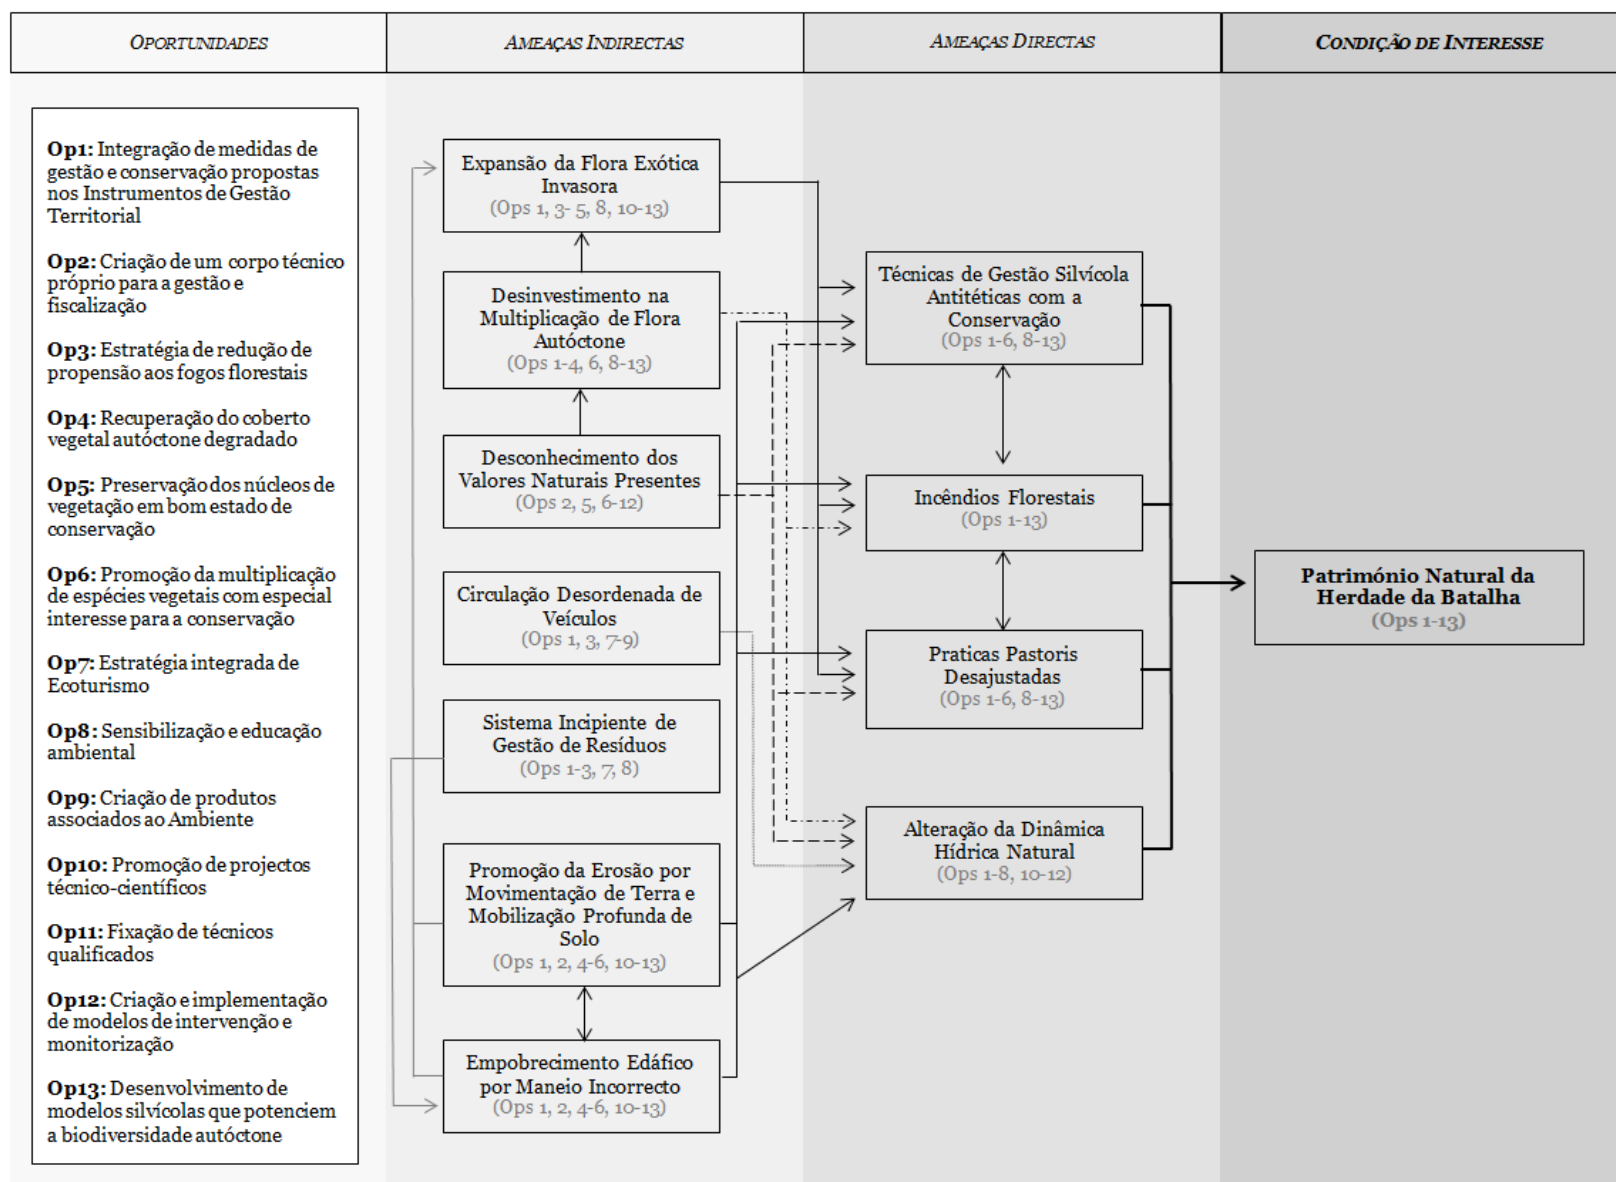 OPORTUNIDADES
AMEAÇAS INDIRECTAS
AMEAÇAS DIRECTAS
CONDIÇÃO DE INTERESSE
Op1: Integração de medidas de
gestão e conservação propostas
nos Instrumentos de Gestão
Territorial
Op2: Criação de um corpo técnico
próprio para a gestão e
fiscalização
Op3: Estratégia de redução de
propensão aos fogos florestais
Op4: Recuperação do coberto
vegetal autóctone degradado
Op5: Preservação dos núcleos de
vegetação em bom estado de
conservação
Op6: Promoção da multiplicação
de espécies vegetais com especial
interesse para a conservação
Op7: Estratégia integrada de
Ecoturismo
Op8: Sensibilização e educação
ambiental
Op9: Criação de produtos
associados ao Ambiente
Op10: Promoção de projectos
técnico-científicos
Op11: Fixação de técnicos
qualificados
Op12: Criação e implementação
de modelos de intervenção e
monitorização
Op13: Desenvolvimento de
modelos silvícolas que potenciem
a biodiversidade autóctone
Expansão da Flora Exótica
Invasora
(Ops 1, 3- 5, 8, 10-13)
Desinvestimento na
Multiplicação de Flora
Autóctone
(Ops 1-4, 6, 8-13)
Desconhecimento dos
Valores Naturais Presentes
(Ops 2, 5, 6-12)
Circulação Desordenada de
Veículos
(Ops 1, 3, 7-9)
Sistema Incipiente de
Gestão de Resíduos
(Ops 1-3, 7, 8)
Promoção da Erosão por
Movimentação de Terra e
Mobilização Profunda de
Solo
(Ops 1, 2, 4-6, 10-13)
Empobrecimento Edáfico
por Maneio Incorrecto
(Ops 1, 2, 4-6, 10-13)
Técnicas de Gestão Silvícola
Antitéticas com a
Conservação
(Ops 1-6, 8-13)
Incêndios Florestais
(Ops 1-13)
Praticas Pastoris
Desajustadas
(Ops 1-6, 8-13)
Alteração da Dinâmica
Hídrica Natural
(Ops 1-8, 10-12)
Património Natural da
Herdade da Batalha
(Ops 1-13)